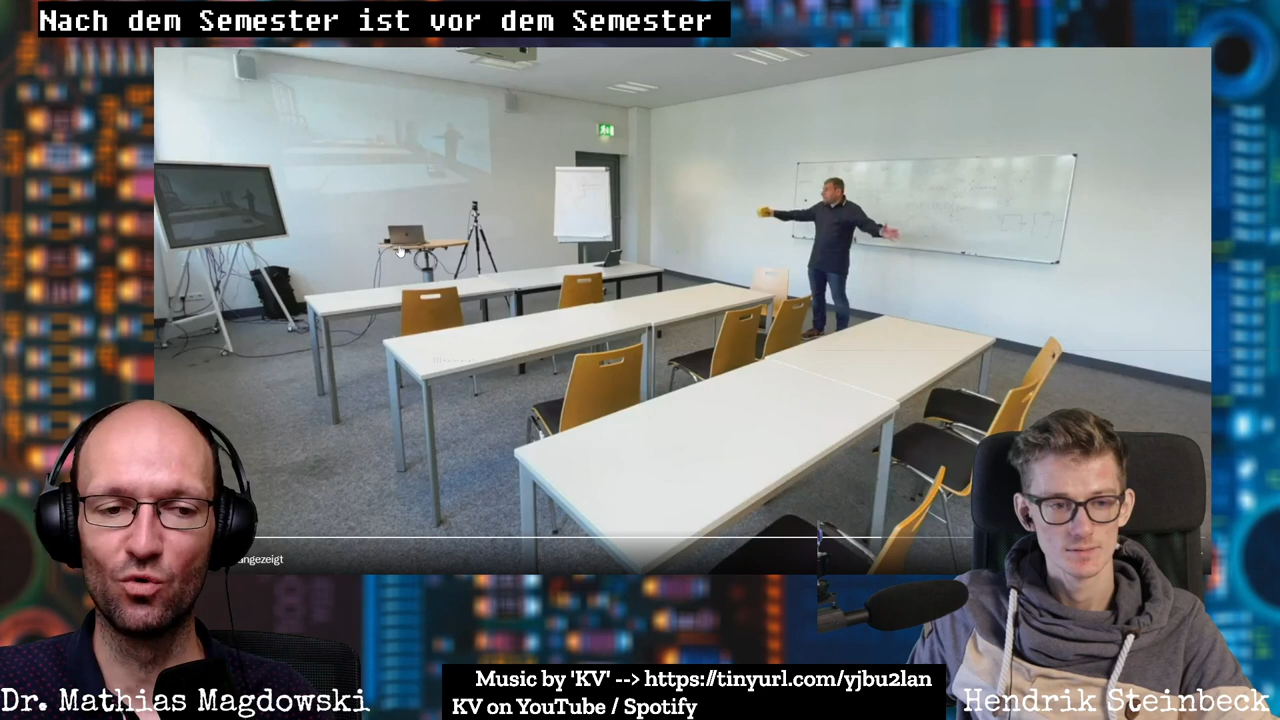 Nach dem Semester ist vor dem Semester
angezeigt
Music by 'KV' --> https://tinyurl.com/yjbu2lan
KV on YouTube / Spotify
Dr. Mathias Magdowski
Hendrik Steinbeck